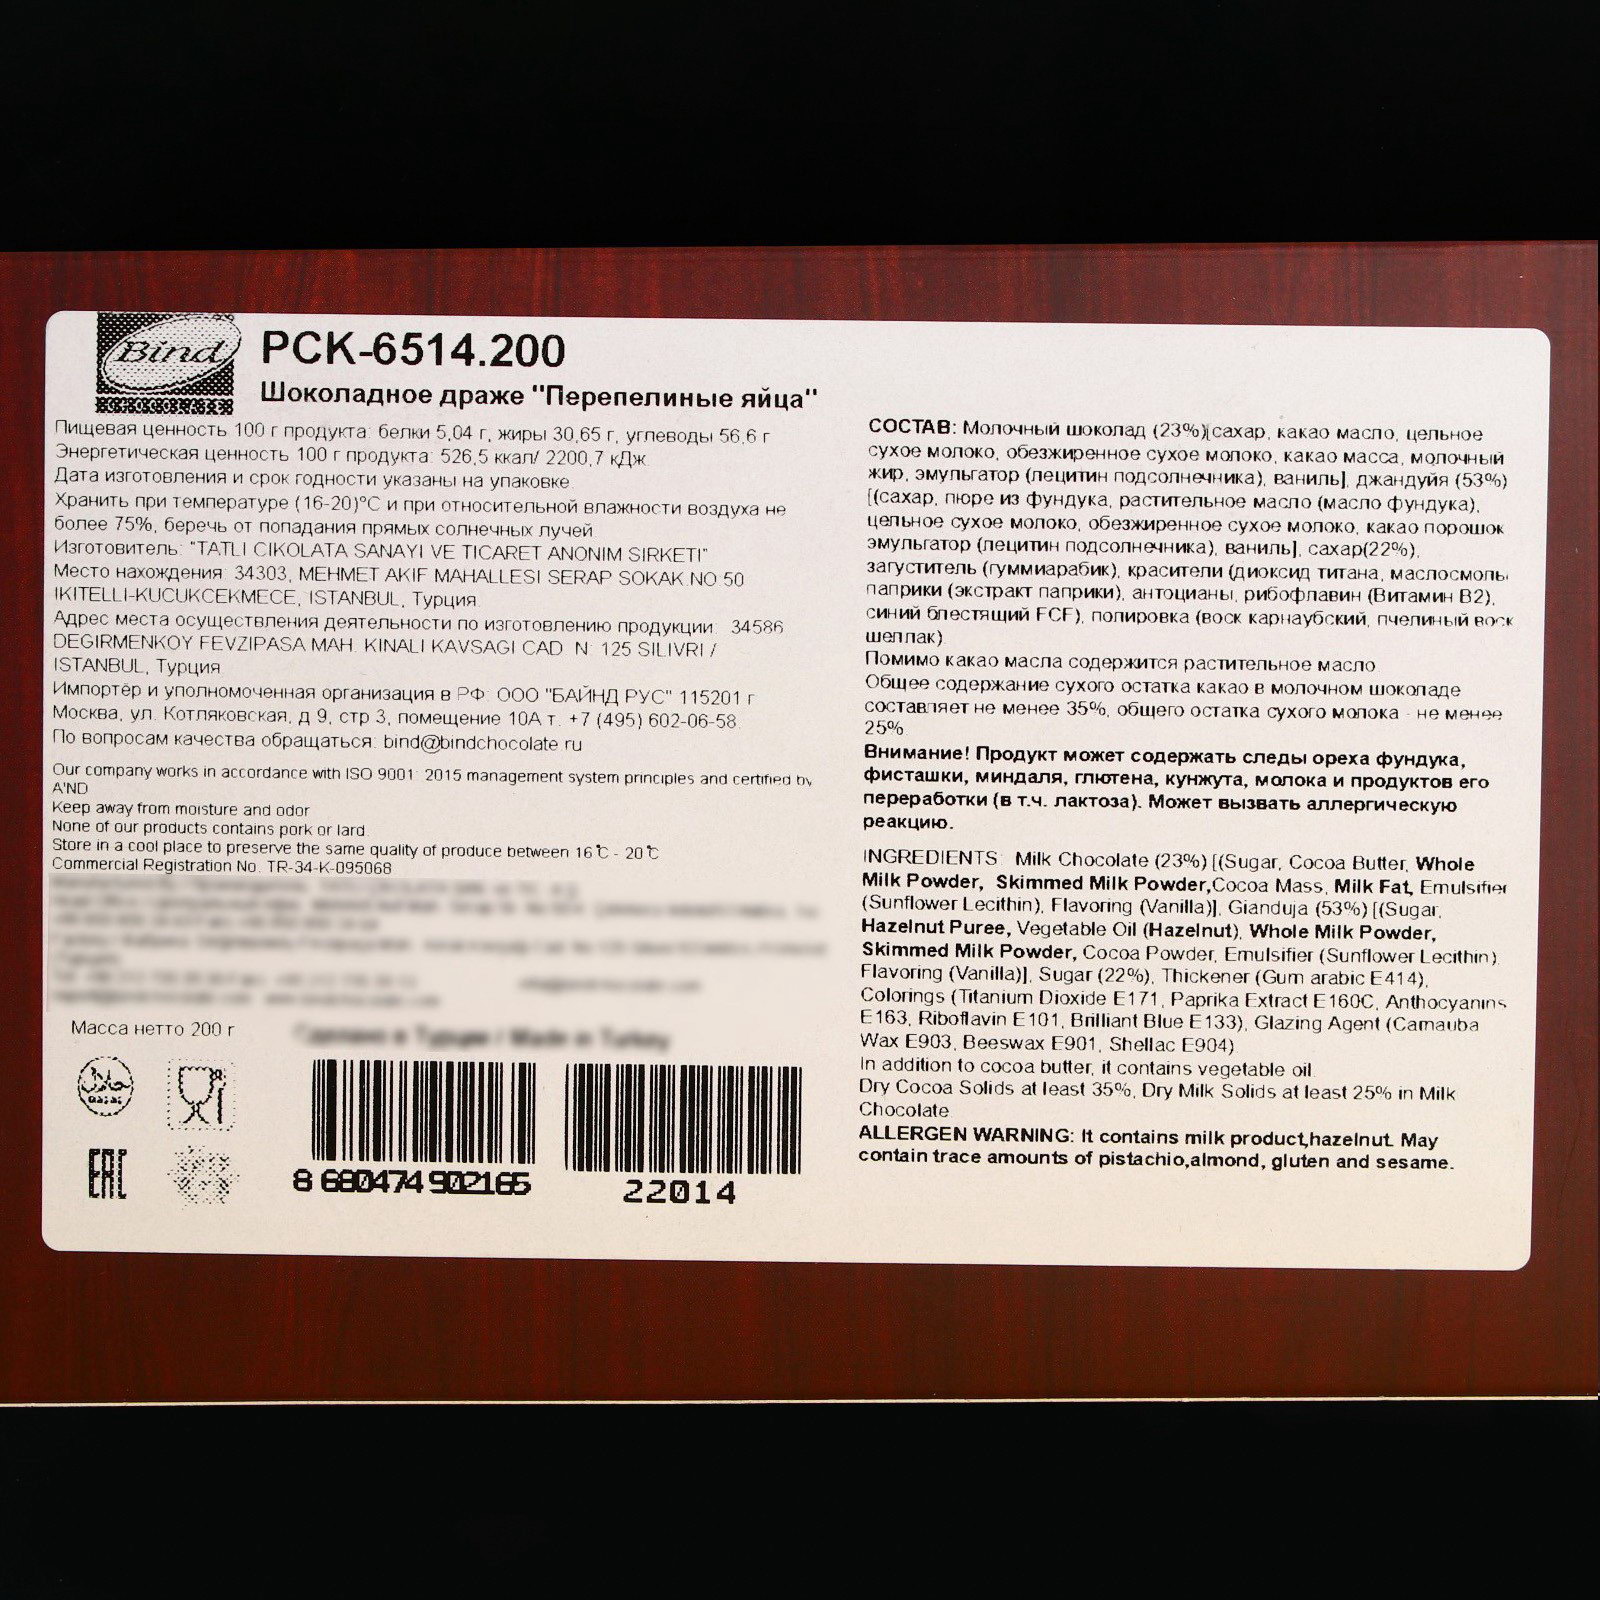 Bind
PCK-6514.200
Шоколадное драже "Перепелиные яйца"
Пищевая ценность 100 г продукта: белки 5,04 г, жиры 30,65 г, углеводы 56,6 г
Энергетическая ценность 100 г продукта: 526,5 ккал/ 2200,7 кДж
Дата изготовления и срок годности указаны на упаковке
Хранить при температуре (16-20)°С и при относительной влажности воздуха не
более 75%, беречь от попадания прямых солнечных лучей
Изготовитель: "TATLI CIKOLATA SANAYI VE TICARET ANONIM SIRKETI"
Место нахождения: 34303, MEHMET AKIF MAHALLESI SERAP SOKAK NO 50
IKITELLI-KUCUKCEKMECE, ISTANBUL, Турция
Адрес места осуществления деятельности по изготовлению продукции: 34586
DEGIRMENKOY FEVZIPASA MAH. KINALI KAVSAGI CAD. N: 125 SILIVRI /
ISTANBUL, Турция
Импортёр и уполномоченная организация в РФ: ООО "БАЙНД РУС" 115201 г
Москва, ул. Котляковская, д 9, стр 3, помещение 10А т. +7 (495) 602-06-58
По вопросам качества обращаться: bind@bindchocolate.ru
Our company works in accordance with ISO 9001: 2015 management system principles and certified by
A'ND
Keep away from moisture and odor
None of our products contains pork or lard.
Store in a cool place to preserve the same quality of produce between 16℃ - 20℃
Commercial Registration No. TR-34-K-095068
Масса нетто 200 г
Сделано в Турции / Made in Turkey
حلال
HALAL
EAC
8 680474 902165
22014
СОСТАВ: Молочный шоколад (23%)[сахар, какао масло, цельное
сухое молоко, обезжиренное сухое молоко, какао масса, молочный
жир, эмульгатор (лецитин подсолнечника), ваниль], джандуйя (53%)
[(сахар, пюре из фундука, растительное масло (масло фундука),
цельное сухое молоко, обезжиренное сухое молоко, какао порошок
эмульгатор (лецитин подсолнечника), ваниль], сахар(22%),
загуститель (гуммиарабик), красители (диоксид титана, маслосмолы
паприки (экстракт паприки), антоцианы, рибофлавин (Витамин В2),
синий блестящий FCF), полировка (воск карнаубский, пчелиный воск
шеллак)
Помимо какао масла содержится растительное масло
Общее содержание сухого остатка какао в молочном шоколаде
составляет не менее 35%, общего остатка сухого молока - не менее
25%
Внимание! Продукт может содержать следы ореха фундука,
фисташки, миндаля, глютена, кунжута, молока и продуктов его
переработки (в т.ч. лактоза). Может вызвать аллергическую
реакцию.
INGREDIENTS: Milk Chocolate (23%) [(Sugar, Cocoa Butter, Whole
Milk Powder, Skimmed Milk Powder,Cocoa Mass, Milk Fat, Emulsifier
(Sunflower Lecithin), Flavoring (Vanilla)], Gianduja (53%) [(Sugar,
Hazelnut Puree, Vegetable Oil (Hazelnut), Whole Milk Powder,
Skimmed Milk Powder, Cocoa Powder, Emulsifier (Sunflower Lecithin)
Flavoring (Vanilla)], Sugar (22%), Thickener (Gum arabic E414),
Colorings (Titanium Dioxide E171, Paprika Extract E160C, Anthocyanins
E163, Riboflavin E101, Brilliant Blue E133), Glazing Agent (Carnauba
Wax E903, Beeswax E901, Shellac E904)
In addition to cocoa butter, it contains vegetable oil.
Dry Cocoa Solids at least 35%, Dry Milk Solids at least 25% in Milk
Chocolate
ALLERGEN WARNING: It contains milk product,hazelnut. May
contain trace amounts of pistachio,almond, gluten and sesame.